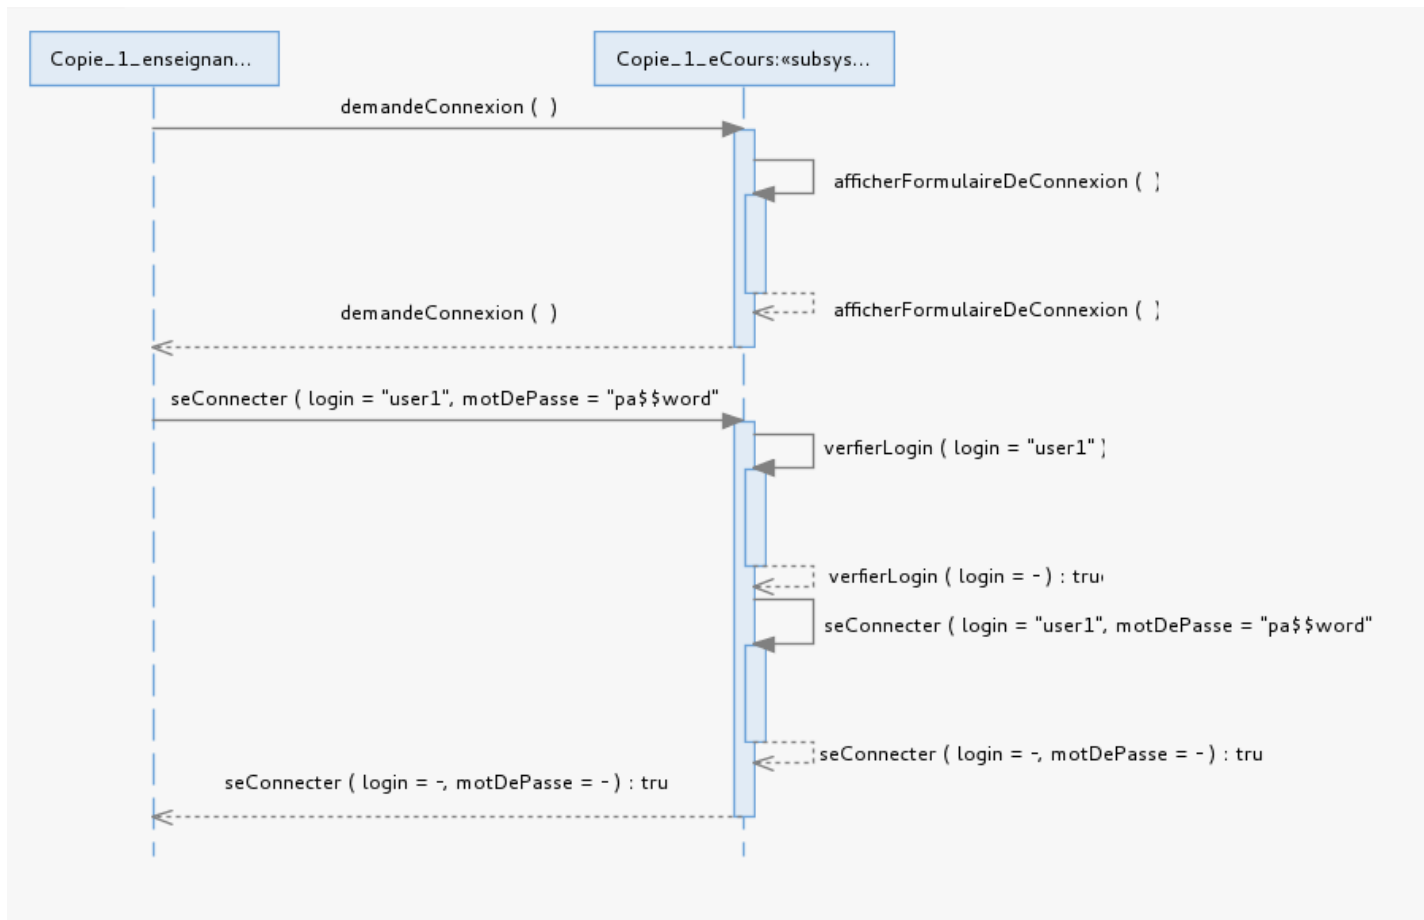 Copie_1_enseignan...
Copie_1_eCours:«subsys...
demandeConnexion ( )
afficherFormulaireDeConnexion ( )
demandeConnexion ( )
afficherFormulaireDeConnexion ( )
seConnecter ( login = "user1", motDePasse = "pa$$word"
verfierLogin ( login = "user1" )
verfierLogin ( login = - ) : tru
seConnecter ( login = "user1", motDePasse = "pa$$word"
seConnecter ( login = -, motDePasse = - ) : tru
seConnecter ( login = -, motDePasse = - ) : tru